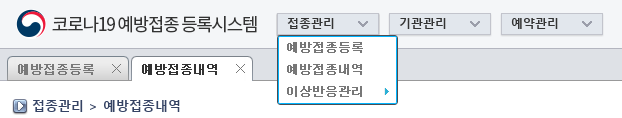 코로나19 예방접종 등록시스템
접종관리
기관관리
예약관리
예방접종등록
예방접종내역
이상반응관리
예방접종등록
예방접종내역
접종관리 > 예방접종내역